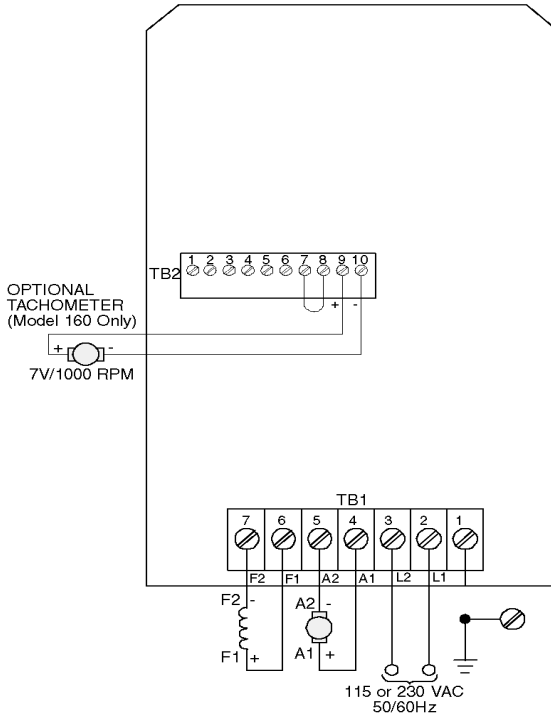 1 2 3 4 5 6 7 8 9 10
TB2
+ -
OPTIONAL
TACHOMETER
(Model 160 Only)
+ -
7V/1000 RPM
TB1
7 6 5 4 3 2 1
F2 F1 A2 A1 L2 L1
F2 -
F1 +
A2 -
A1 +
115 or 230 VAC
50/60Hz